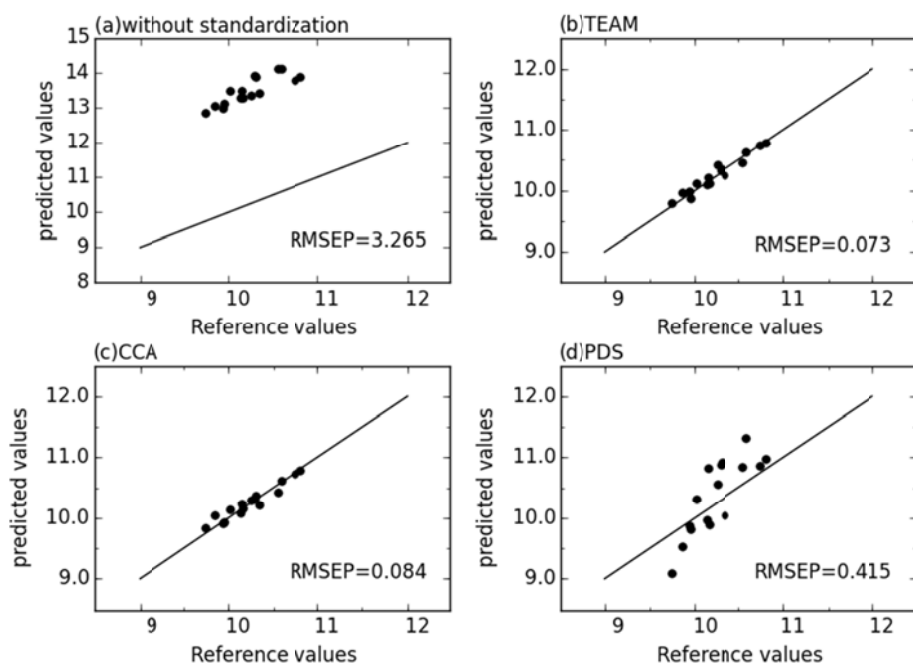 (a)without standardization
15
14
13
12
11
10
9
8
predicted values
RMSEP=3.265
9 10 11 12
Reference values
(b)TEAM
12.0
11.0
10.0
9.0
predicted values
RMSEP=0.073
9 10 11 12
Reference values
(c)CCA
12.0
11.0
10.0
9.0
predicted values
RMSEP=0.084
9 10 11 12
Reference values
(d)PDS
12.0
11.0
10.0
9.0
predicted values
RMSEP=0.415
9 10 11 12
Reference values